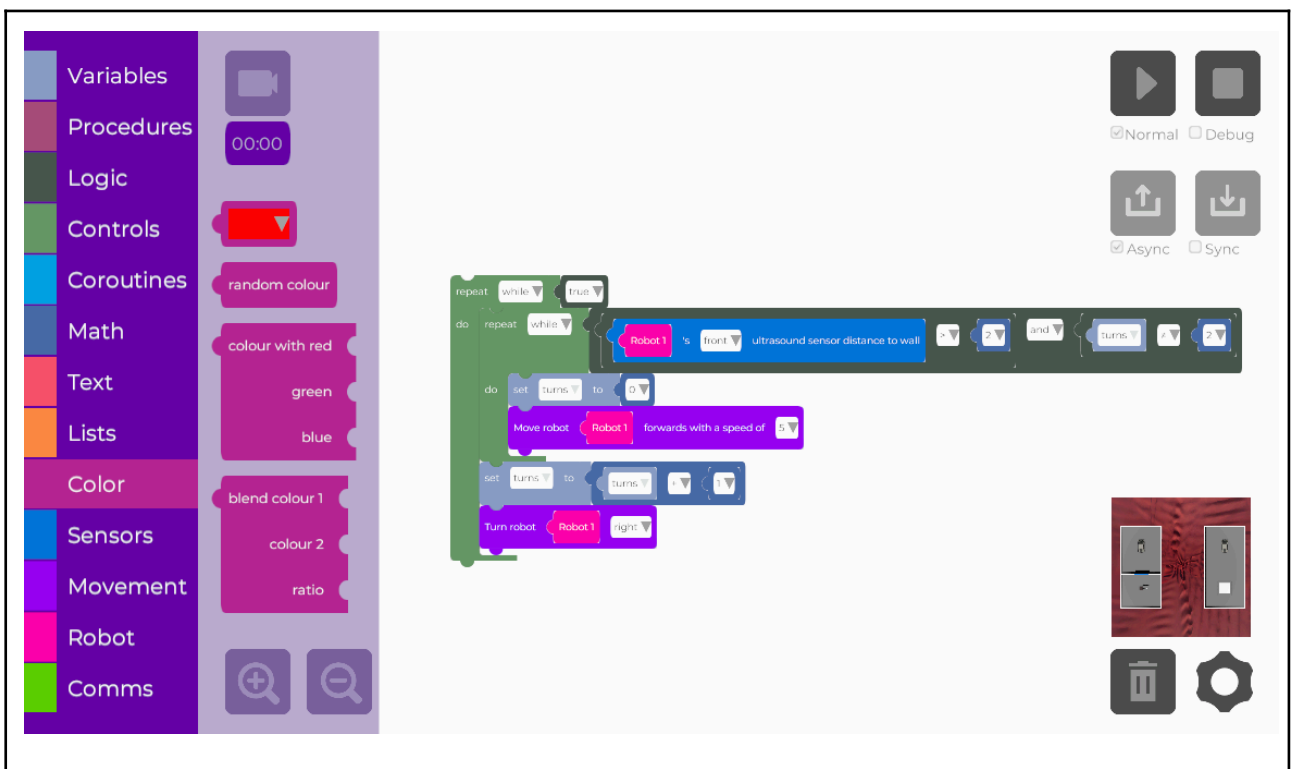 Variables
Procedures
Logic
Controls
Coroutines
Math
Text
Lists
Color
Sensors
Movement
Robot
Comms
00:00
random colour
colour with red
green
blue
blend colour 1
colour 2
ratio
repeat while true
do repeat while Robot 1 's front ultrasound sensor distance to wall > 2 and turns ≠ 2
do set turns to 0
Move robot Robot 1 forwards with a speed of 5
set turns to turns + 1
Turn robot Robot 1 right
Normal Debug
Async Sync